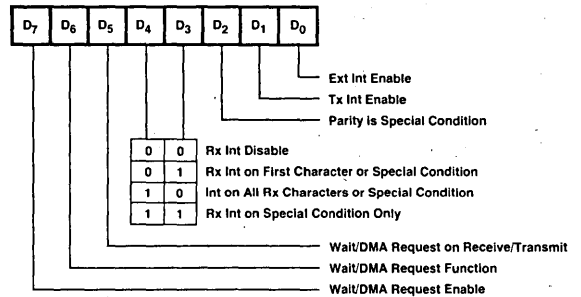 D7 D6 D5 D4 D3 D2 D1 D0
Ext Int Enable
Tx Int Enable
Parity is Special Condition
0 0 Rx Int Disable
0 1 Rx Int on First Character or Special Condition
1 0 Int on All Rx Characters or Special Condition
1 1 Rx Int on Special Condition Only
Wait/DMA Request on Receive/Transmit
Wait/DMA Request Function
Wait/DMA Request Enable